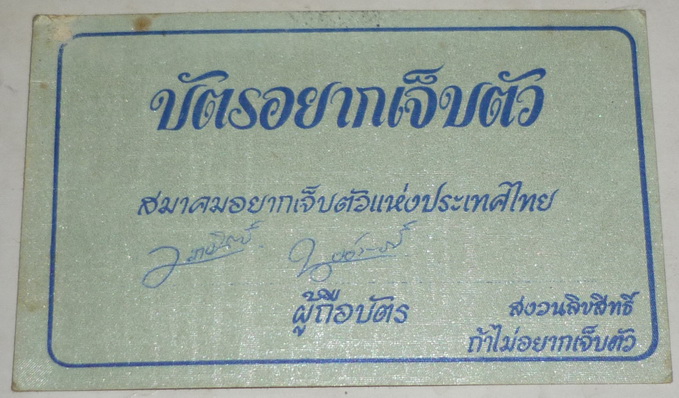 บัตรอยากเจ็บตัว
สมาคมอยากเจ็บตัวแห่งประเทศไทย
ผู้ถือบัตร
สงวนลิขสิทธิ์
ถ้าไม่อยากเจ็บตัว